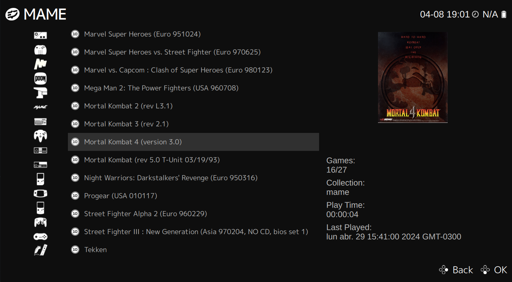 MAME
04-08 19:01 N/A
Marvel Super Heroes (Euro 951024)
Marvel Super Heroes vs. Street Fighter (Euro 970625)
Marvel vs. Capcom : Clash of Super Heroes (Euro 980123)
Mega Man 2: The Power Fighters (USA 960708)
Mortal Kombat 2 (rev L3.1)
Mortal Kombat 3 (rev 2.1)
Mortal Kombat 4 (version 3.0)
Mortal Kombat (rev 5.0 T-Unit 03/19/93)
Night Warriors: Darkstalkers' Revenge (Euro 950316)
Progear (USA 010117)
Street Fighter Alpha 2 (Euro 960229)
Street Fighter III : New Generation (Asia 970204, NO CD, bios set 1)
Tekken
MORTAL 4 KOMBAT
Games:
16/27
Collection:
mame
Play Time:
00:00:04
Last Played:
lun abr. 29 15:41:00 2024 GMT-0300
Back OK